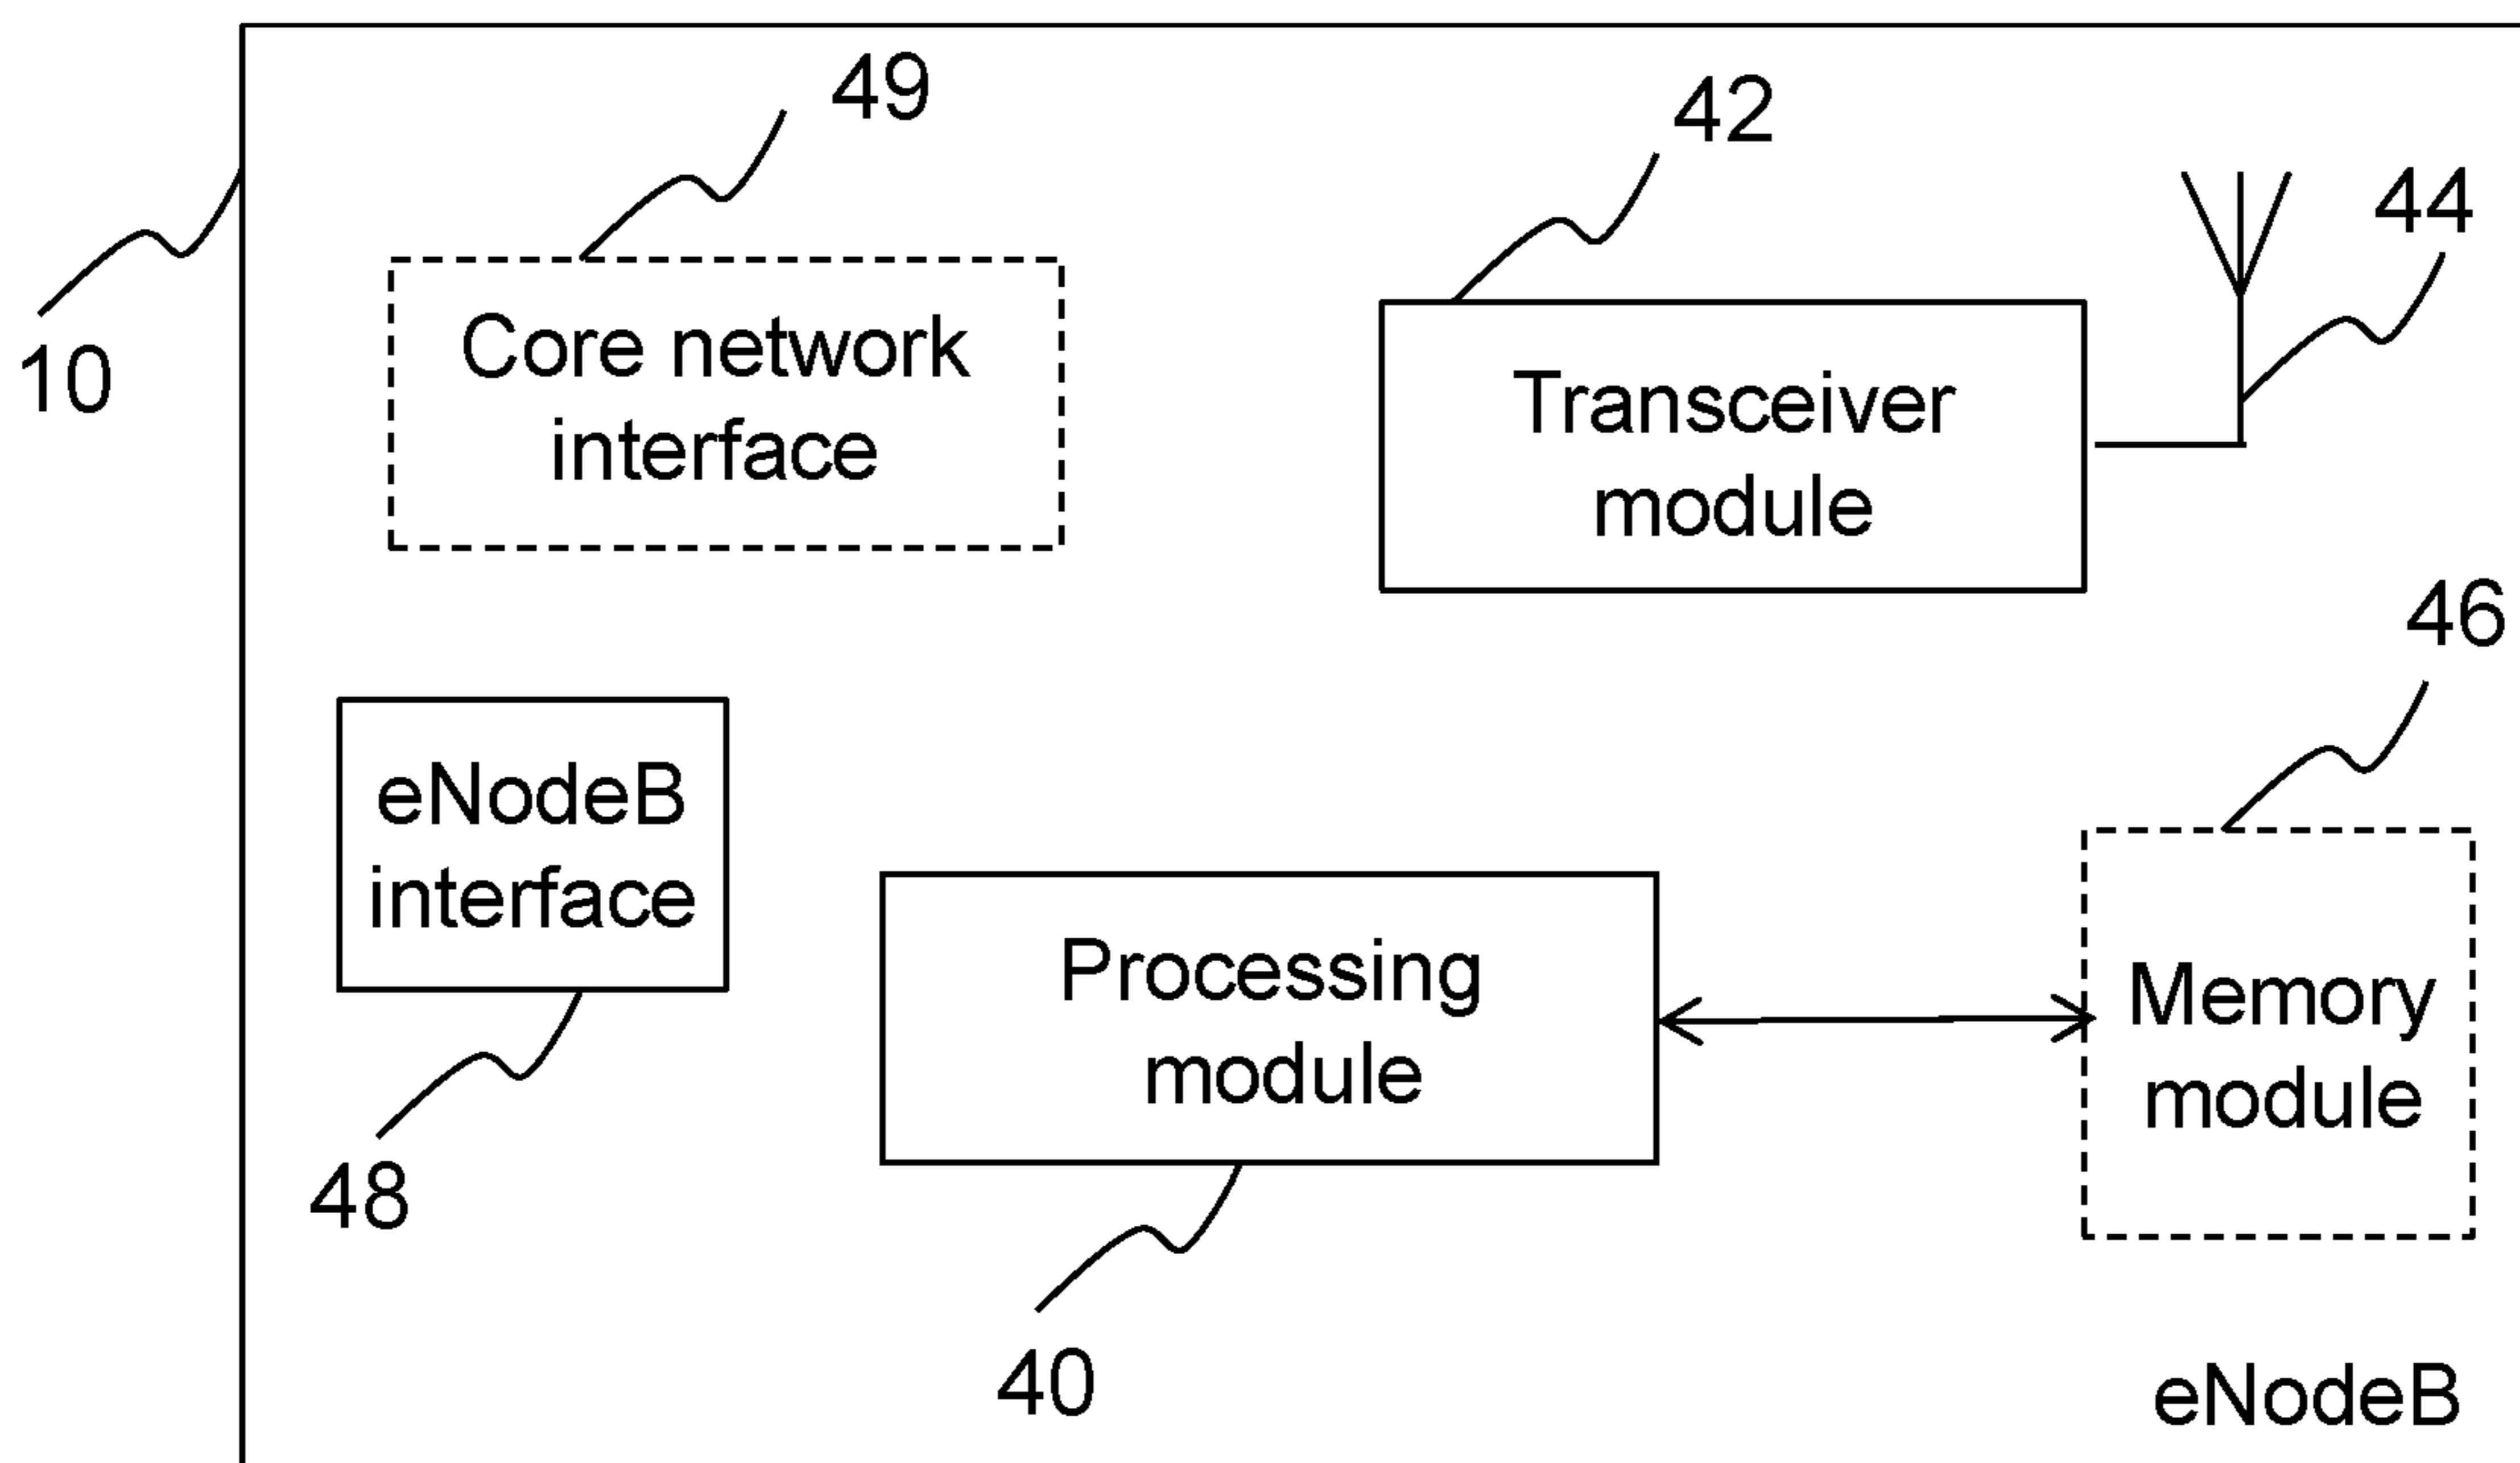 49
42
44
10
Core network
interface
Transceiver
module
46
eNodeB
interface
Processing
module
Memory
module
48
40
eNodeB